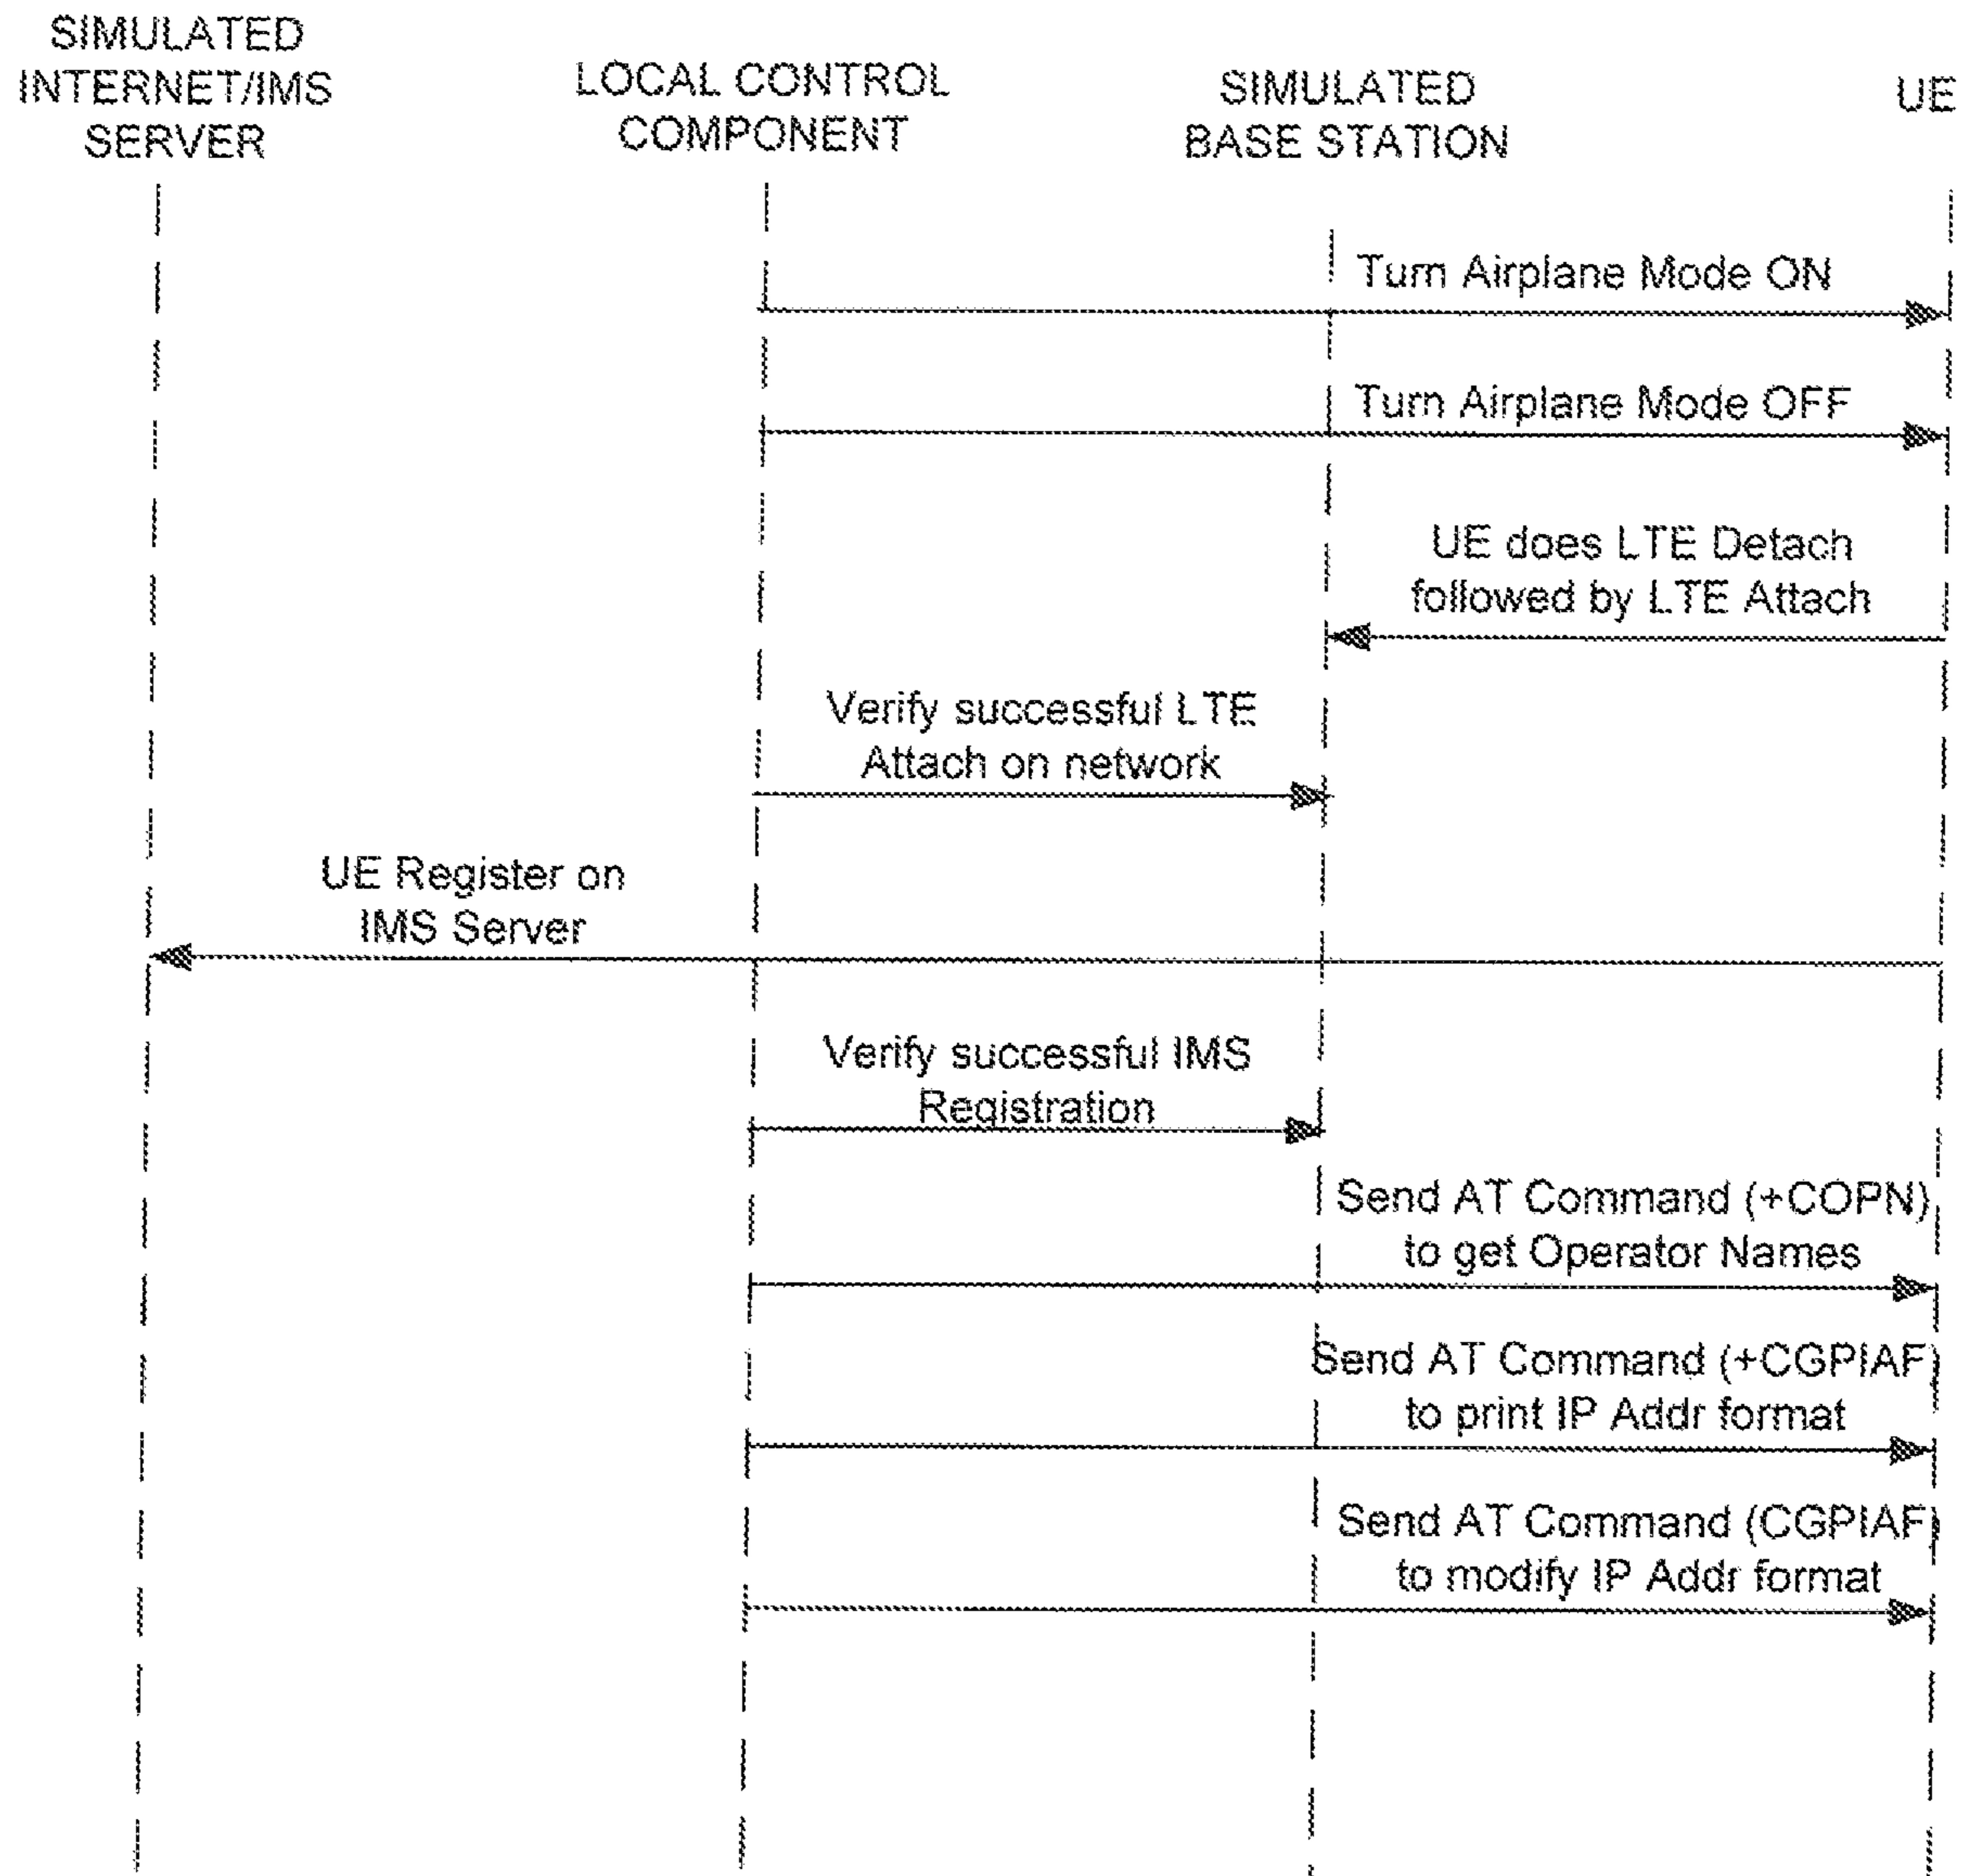 SIMULATED
INTERNET/IMS
SERVER
LOCAL CONTROL
COMPONENT
SIMULATED
BASE STATION
UE
Turn Airplane Mode ON
Turn Airplane Mode OFF
UE does LTE Detach
followed by LTE Attach
Verify successful LTE
Attach on network
UE Register on
IMS Server
Verify successful IMS
Registration
Send AT Command (+COPN)
to get Operator Names
Send AT Command (+CGPIAF)
to print IP Addr format
Send AT Command (CGPIAF)
to modify IP Addr format